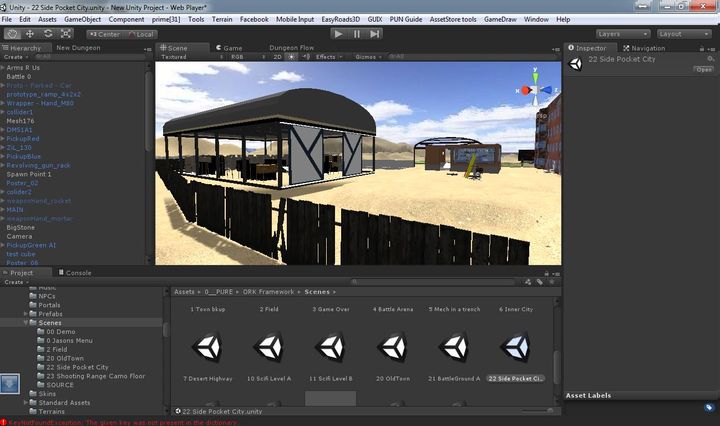 Unity - 22 Side Pocket City.unity - New Unity Project - Web Player*
File Edit Assets GameObject Component prime[31] Tools Terrain Facebook Mobile Input EasyRoads3D GUIX PUN Guide AssetStore tools GameDraw Window Help
Center Local Layers Layout
Hierarchy New Dungeon
Create All
Arms R Us
Battle 0
Proto - Parked - Car
prototype_ramp_4x2x2
Wrapper - Hand_M80
collider1
Mesh176
DM51A1
PickupRed
ZiL_130
PickupBlue
Revolving_gun_rack
Spawn Point 1
Poster_02
colider2
weaponHand_rocket
MAIN
weaponHand_mortar
BigStone
Camera
PickupGreen AI
test cube
Poster_06
Scene Game Dungeon Flow
Textured RGB 2D Effects Gizmos All
y
x
z
Inspector Navigation
22 Side Pocket City
Open
Project Console
Create
Music
NPCs
Portals
Prefabs
Scenes
00 Demo
0 Jasons Menu
2 Field
20 OldTown
22 Side Pocket City
23 Shooting Range Camo Floor
SOURCE
Skins
Standard Assets
Terrains
Assets 0__PURE ORK Framework Scenes
1 Town bkup 2 Field 3 Game Over 4 Battle Arena 5 Mech in a trench 6 Inner City
7 Desert Highway 10 Scifi Level A 11 Scifi Level B 20 OldTown 21 BattleGround A 22 Side Pocket Ci...
22 Side Pocket City.unity
Asset Labels
KeyNotFoundException: The given key was not present in the dictionary.